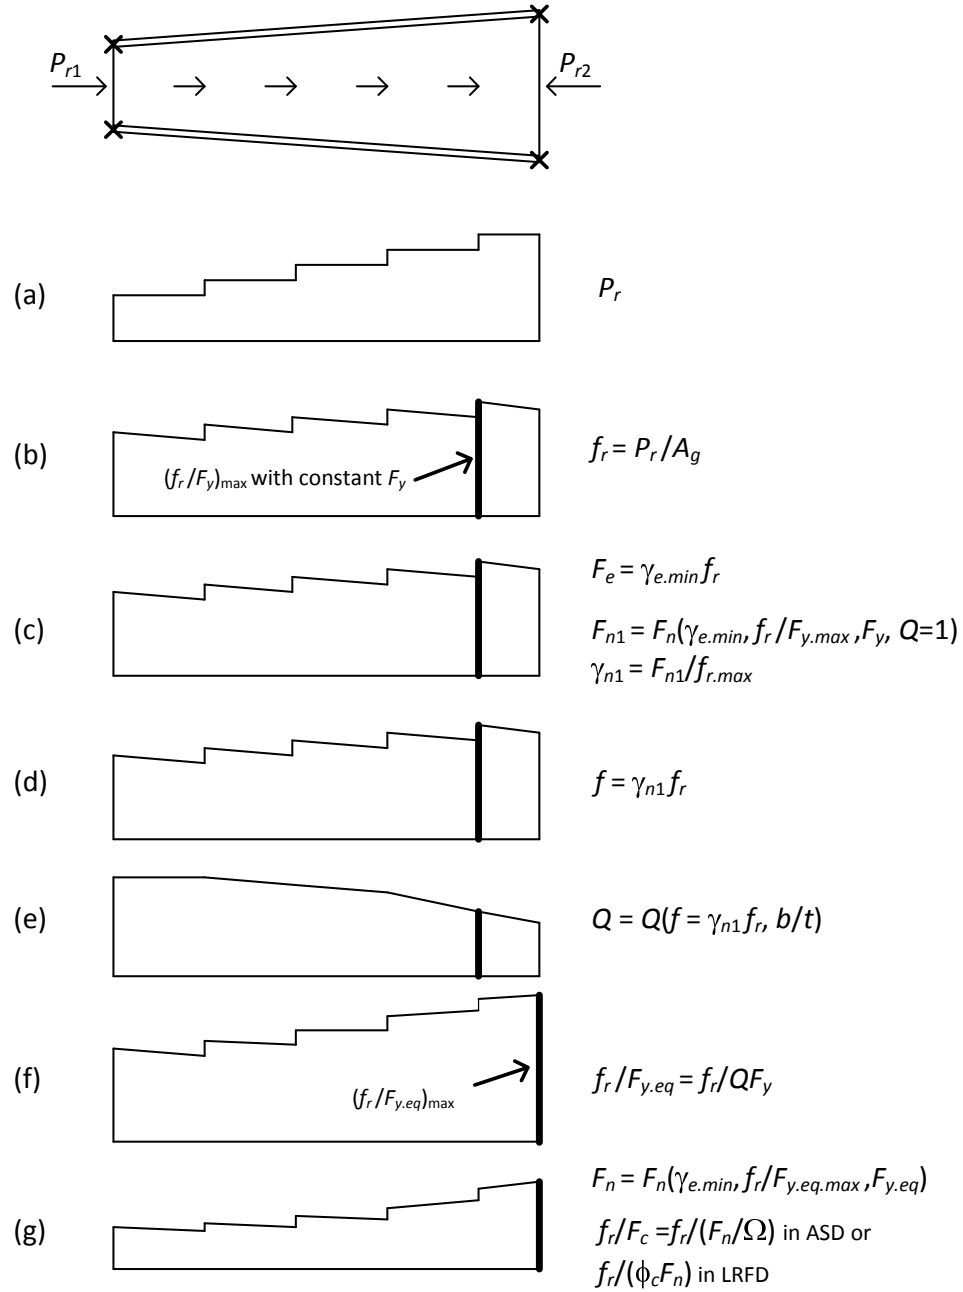 P_r1 P_r2
(a) P_r
(b) (f_r/F_y)_max with constant F_y f_r = P_r/A_g
F_e = γ_e.min f_r
(c) F_n1 = F_n(γ_e.min, f_r/F_y.max, F_y, Q=1)
γ_n1 = F_n1/f_r.max
(d) f = γ_n1 f_r
(e) Q = Q(f = γ_n1 f_r, b/t)
(f) (f_r/F_y.eq)_max f_r/F_y.eq = f_r/QF_y
F_n = F_n(γ_e.min, f_r/F_y.eq.max, F_y.eq)
(g) f_r/F_c = f_r/(F_n/Ω) in ASD or
f_r/(ϕ_c F_n) in LRFD